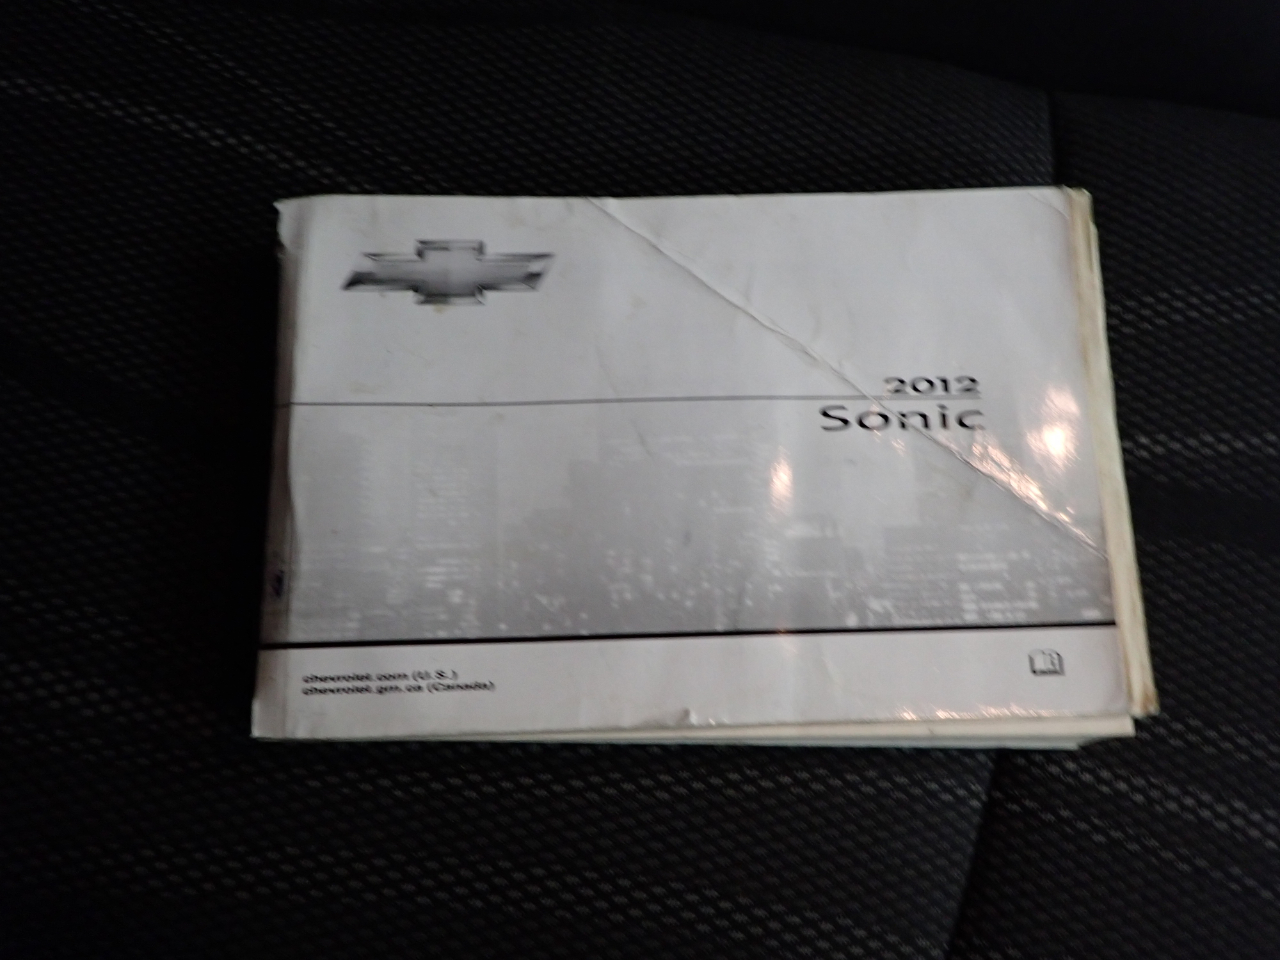 2012
Sonic
chevrolet.com (U.S.)
chevrolet.gm.ca (Canada)